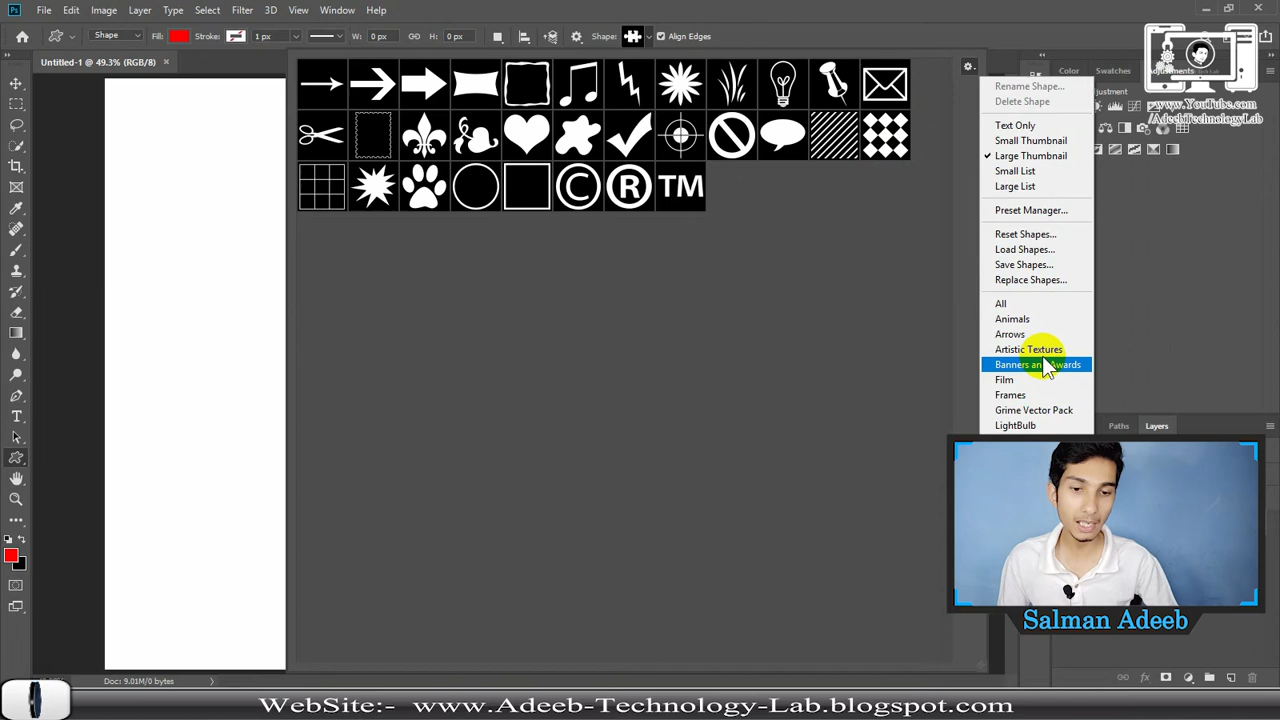 Ps File Edit Image Layer Type Select Filter 3D View Window Help
Shape Fill: Stroke: 1 px W: 0 px H: 0 px Shape: Align Edges
Untitled-1 @ 49.3% (RGB/8) ×
Color Swatches
Rename Shape...
Delete Shape
Text Only
Small Thumbnail
Large Thumbnail
Small List
Large List
Preset Manager...
Reset Shapes...
Load Shapes...
Save Shapes...
Replace Shapes...
All
Animals
Arrows
Artistic Textures
Banners and Awards
Film
Frames
Grime Vector Pack
LightBulb
www.YouTube.com
/AdeebTechnologyLab
© ® TM
Paths Layers
Salman Adeeb
Doc: 9.01M/0 bytes
WebSite:- www.Adeeb-Technology-Lab.blogspot.com